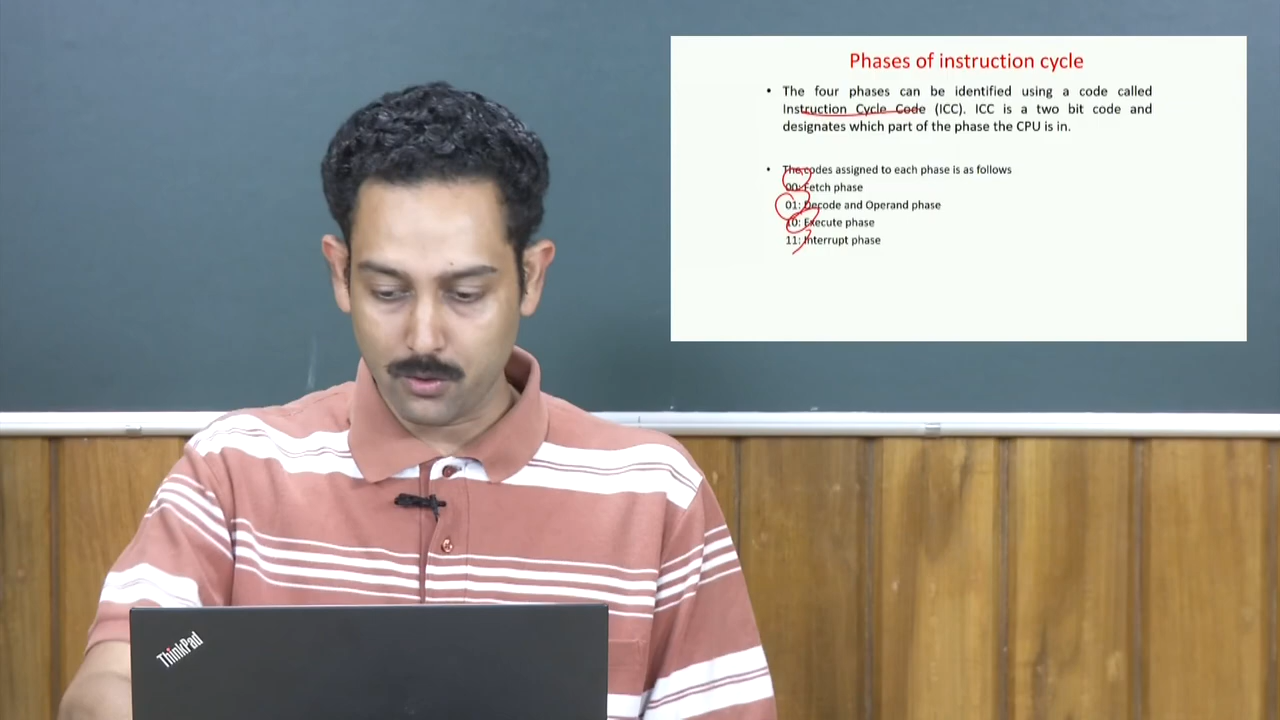 Phases of instruction cycle
• The four phases can be identified using a code called
Instruction Cycle Code (ICC). ICC is a two bit code and
designates which part of the phase the CPU is in.
• The codes assigned to each phase is as follows
00: Fetch phase
01: Decode and Operand phase
10: Execute phase
11: Interrupt phase
ThinkPad